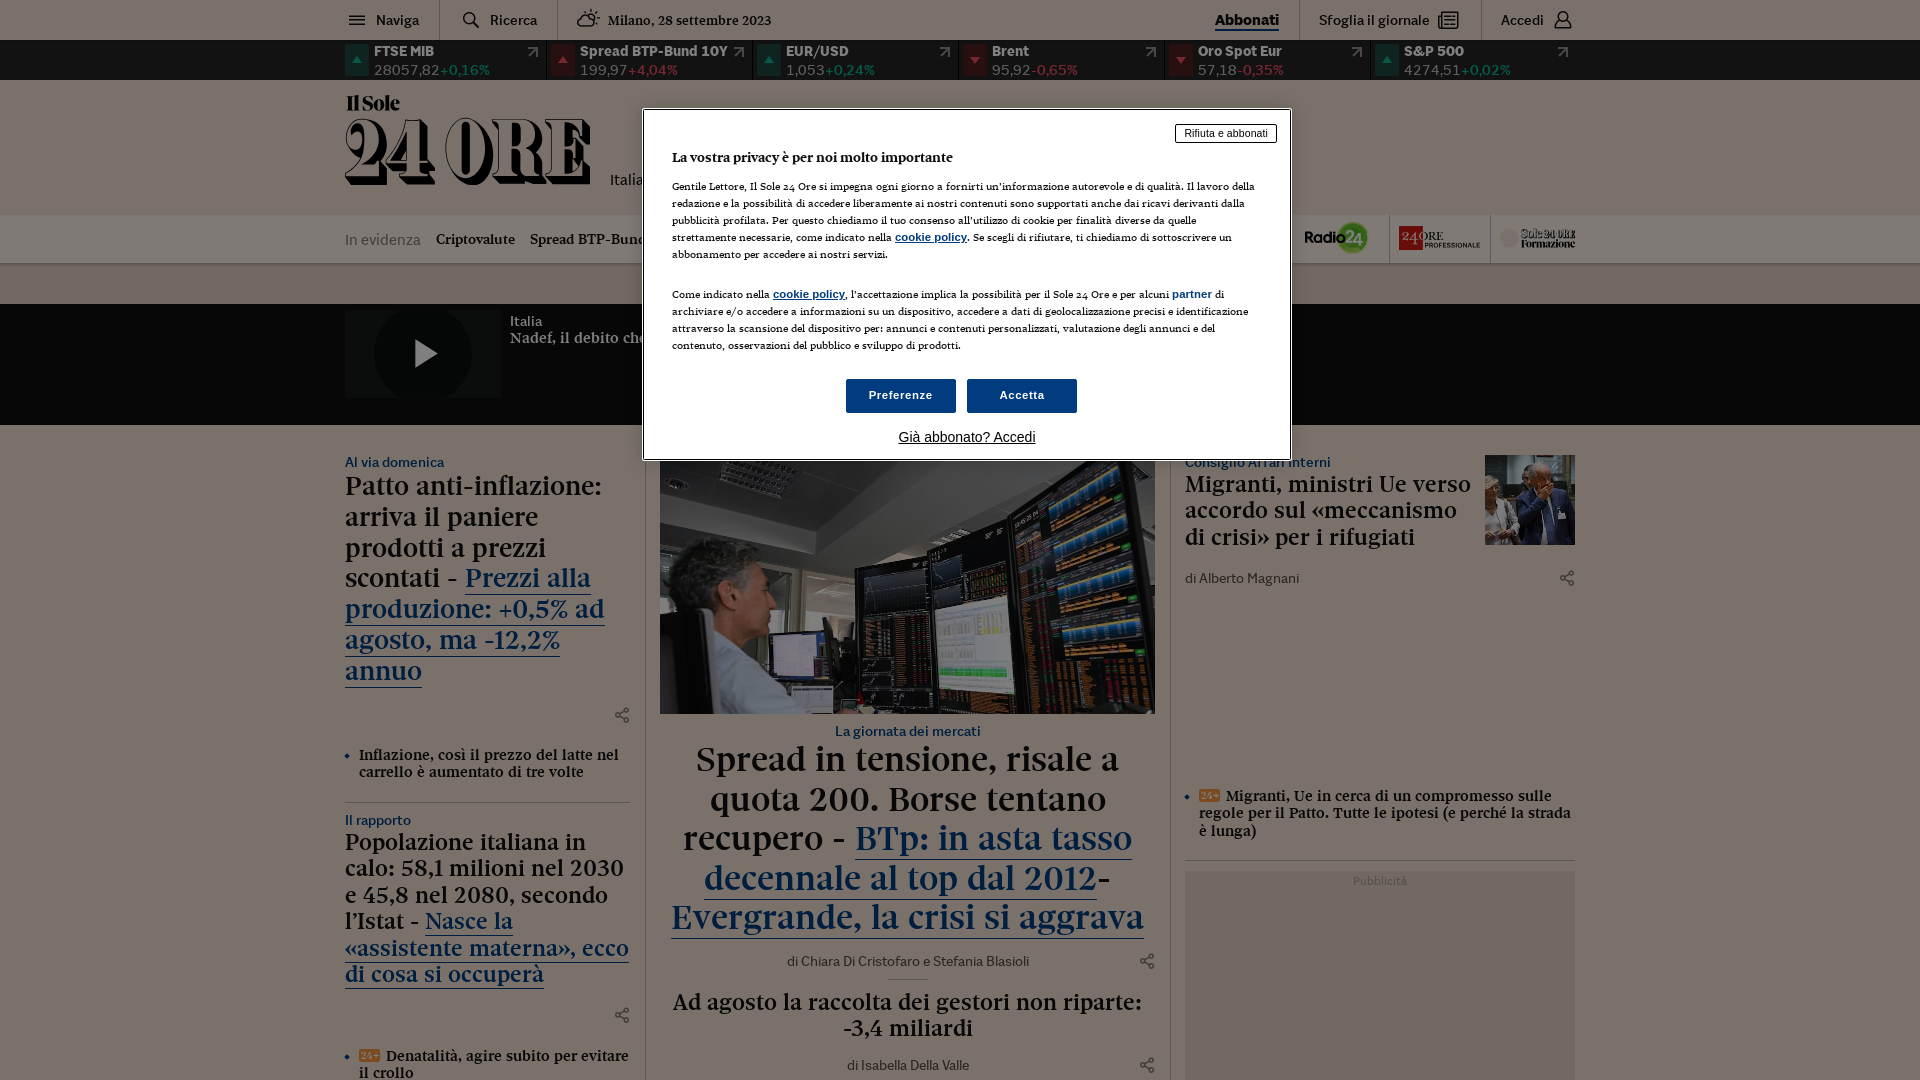 Naviga
Ricerca
Milano, 28 settembre 2023
Abbonati
Sfoglia il giornale
Accedi
FTSE MIB
28057,82+0,16%
Spread BTP-Bund 10Y
199,97+4,04%
EUR/USD
1,053+0,24%
Brent
95,92-0,65%
Oro Spot Eur
57,18-0,35%
S&P 500
4274,51+0,02%
Il Sole
24 ORE
Italia
In evidenza
Criptovalute
Spread BTP-Bund
Radio24
24ORE
PROFESSIONALE
Sole 24 ORE
Formazione
Rifiuta e abbonati
La vostra privacy è per noi molto importante
Gentile Lettore, Il Sole 24 Ore si impegna ogni giorno a fornirti un'informazione autorevole e di qualità. Il lavoro della
redazione e la possibilità di accedere liberamente ai nostri contenuti sono supportati anche dai ricavi derivanti dalla
pubblicità profilata. Per questo chiediamo il tuo consenso all'utilizzo di cookie per finalità diverse da quelle
strettamente necessarie, come indicato nella cookie policy. Se scegli di rifiutare, ti chiediamo di sottoscrivere un
abbonamento per accedere ai nostri servizi.
Come indicato nella cookie policy, l'accettazione implica la possibilità per il Sole 24 Ore e per alcuni partner di
archiviare e/o accedere a informazioni su un dispositivo, accedere a dati di geolocalizzazione precisi e identificazione
attraverso la scansione del dispositivo per: annunci e contenuti personalizzati, valutazione degli annunci e del
contenuto, osservazioni del pubblico e sviluppo di prodotti.
Preferenze
Accetta
Già abbonato? Accedi
Italia
Nadef, il debito che
Al via domenica
Patto anti-inflazione:
arriva il paniere
prodotti a prezzi
scontati - Prezzi alla
produzione: +0,5% ad
agosto, ma -12,2%
annuo
Inflazione, così il prezzo del latte nel
carrello è aumentato di tre volte
Il rapporto
Popolazione italiana in
calo: 58,1 milioni nel 2030
e 45,8 nel 2080, secondo
l'Istat - Nasce la
«assistente materna», ecco
di cosa si occuperà
24+ Denatalità, agire subito per evitare
il crollo
La giornata dei mercati
Spread in tensione, risale a
quota 200. Borse tentano
recupero - BTp: in asta tasso
decennale al top dal 2012-
Evergrande, la crisi si aggrava
di Chiara Di Cristofaro e Stefania Blasioli
Ad agosto la raccolta dei gestori non riparte:
-3,4 miliardi
di Isabella Della Valle
Consiglio Affari interni
Migranti, ministri Ue verso
accordo sul «meccanismo
di crisi» per i rifugiati
di Alberto Magnani
24+ Migranti, Ue in cerca di un compromesso sulle
regole per il Patto. Tutte le ipotesi (e perché la strada
è lunga)
Pubblicità